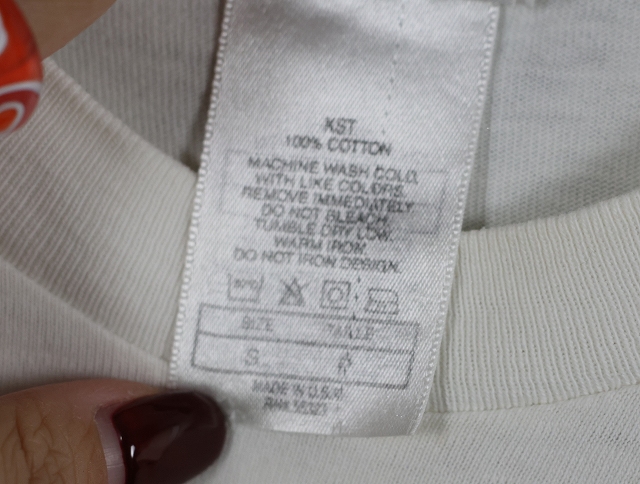 KST
100% COTTON
MACHINE WASH COLD.
WITH LIKE COLORS.
REMOVE IMMEDIATELY
DO NOT BLEACH.
TUMBLE DRY LOW.
WARM IRON.
DO NOT IRON DESIGN.
SIZE TAILLE
S P
MADE IN U.S.A.